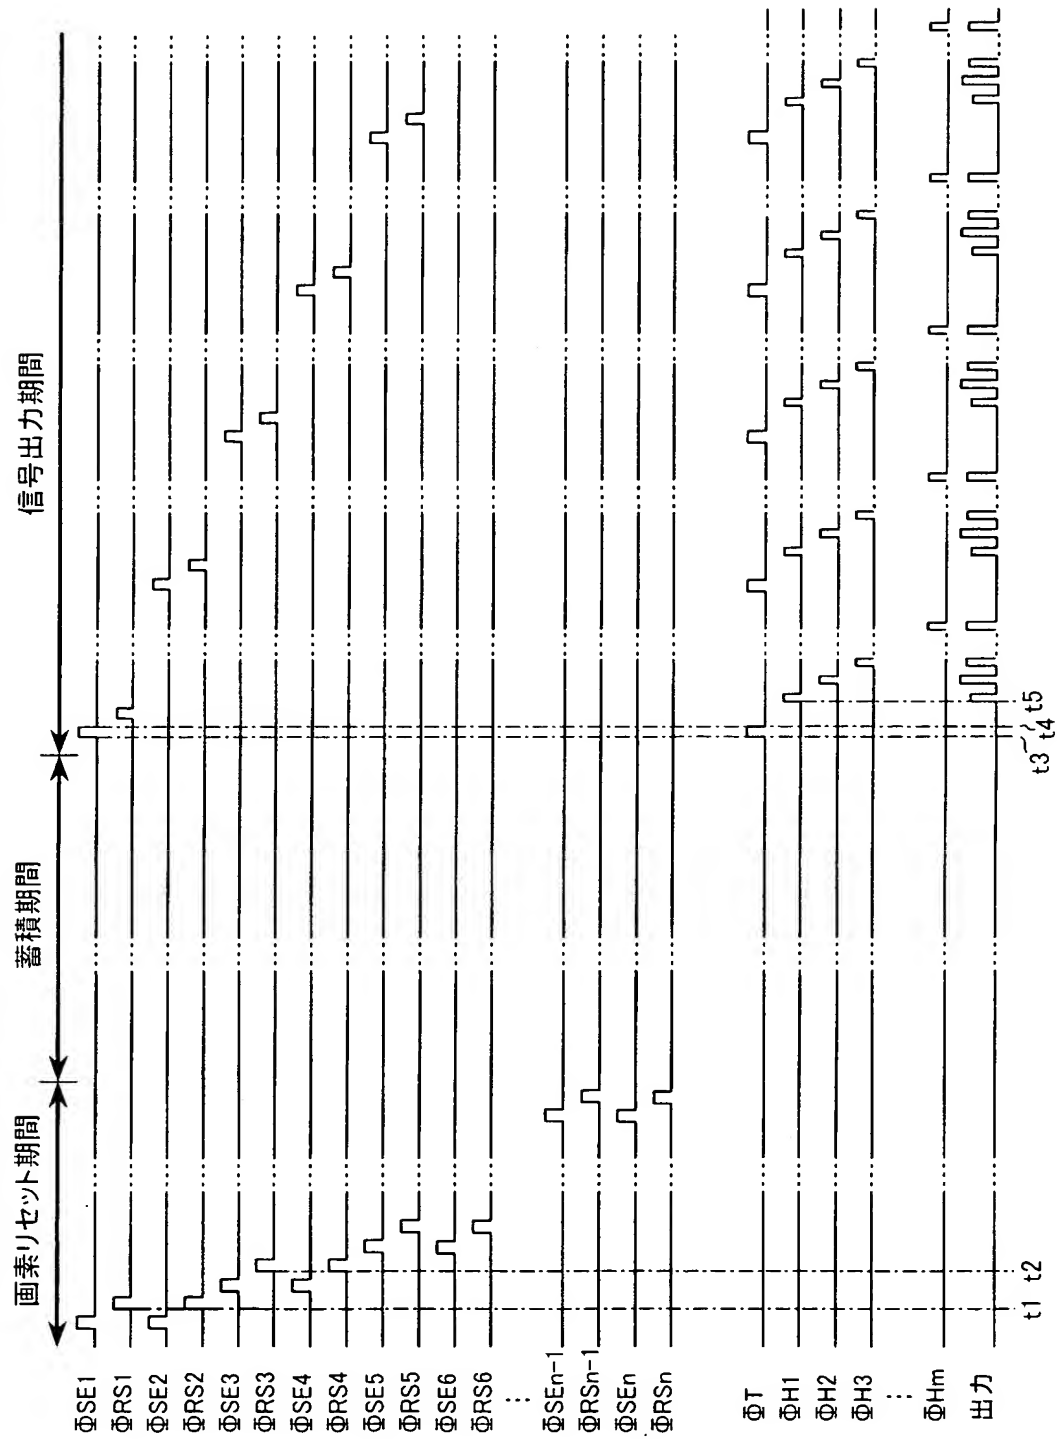 画素リセット期間
蓄積期間
信号出力期間
ΦSE1
ΦRS1
ΦSE2
ΦRS2
ΦSE3
ΦRS3
ΦSE4
ΦRS4
ΦSE5
ΦRS5
ΦSE6
ΦRS6
ΦSEn-1
ΦRSn-1
ΦSEn
ΦRSn
ΦT
ΦH1
ΦH2
ΦH3
ΦHm
出力
t1
t2
t3
t4
t5